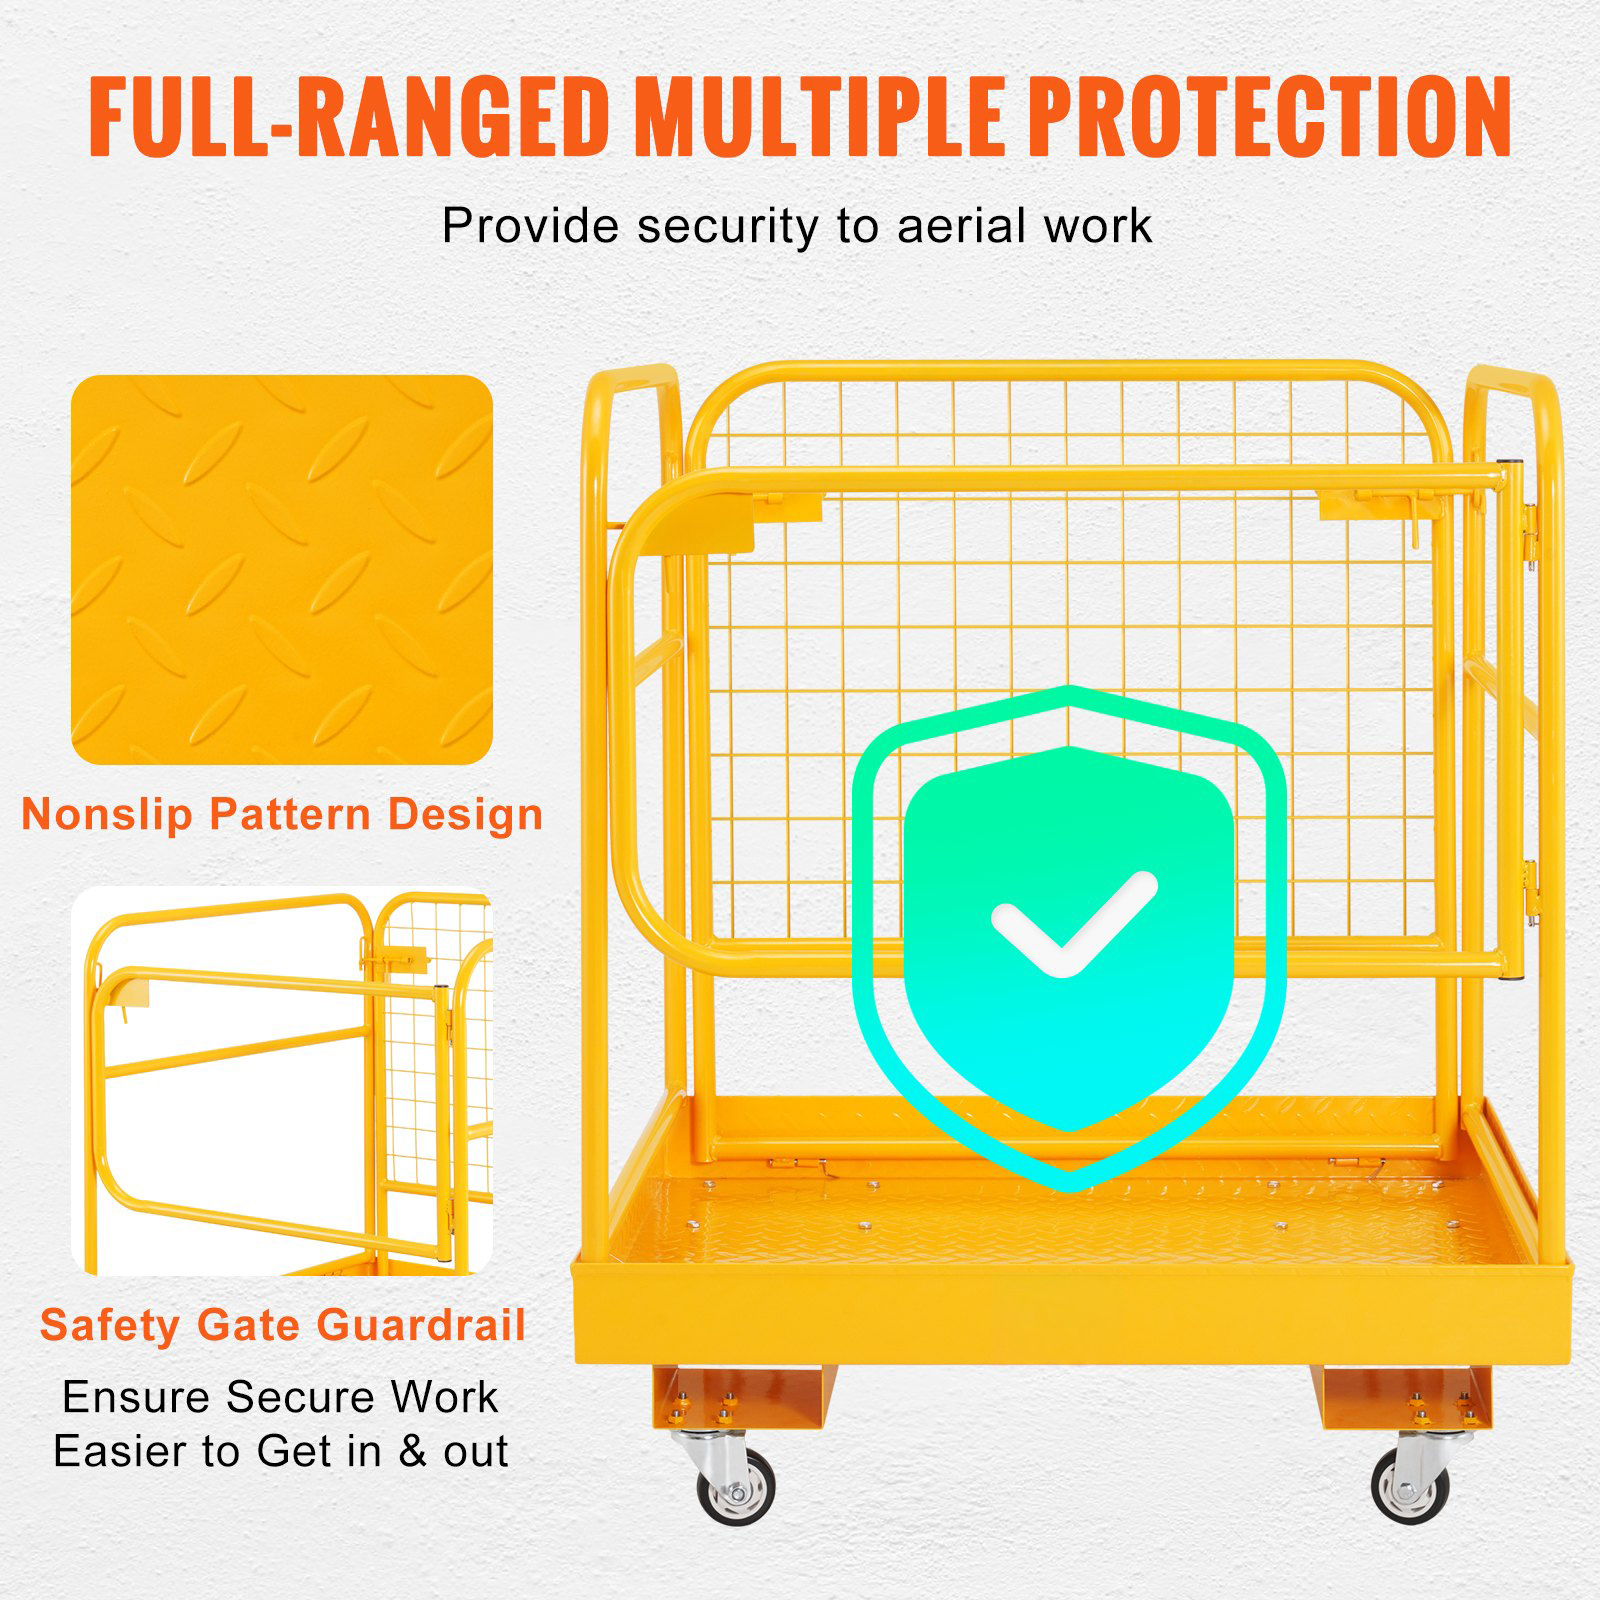 FULL-RANGED MULTIPLE PROTECTION
Provide security to aerial work
Nonslip Pattern Design
Safety Gate Guardrail
Ensure Secure Work
Easier to Get in & out